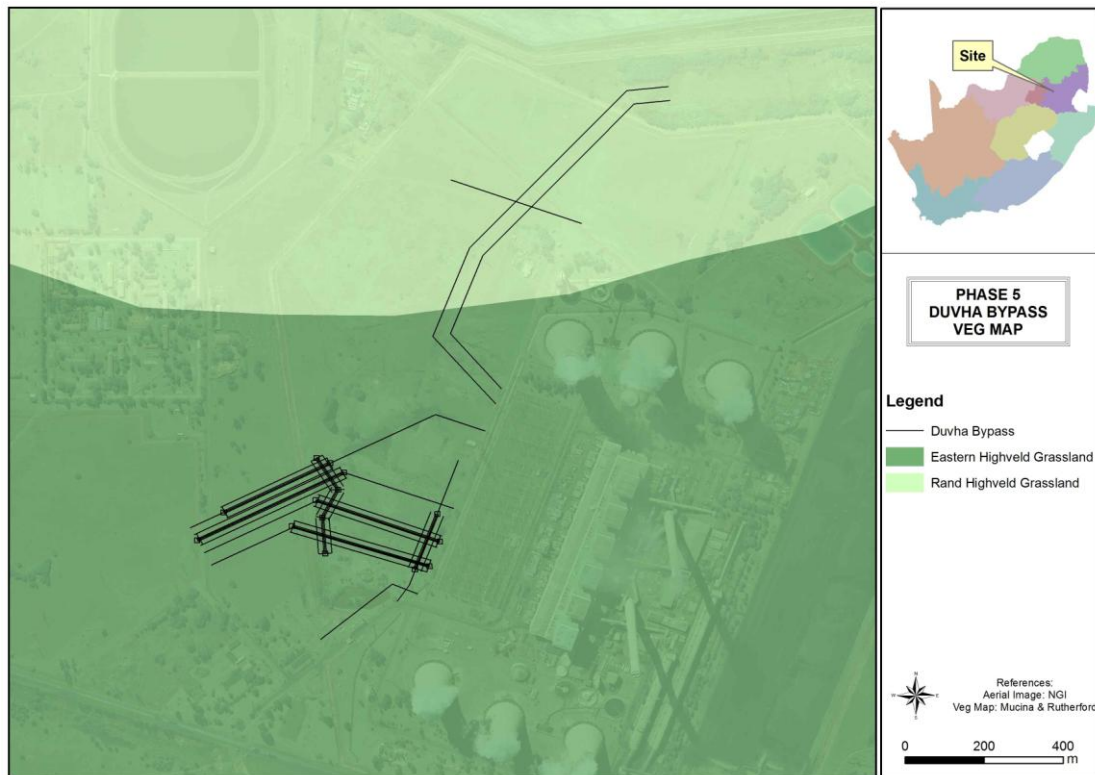 Site
PHASE 5
DUVHA BYPASS
VEG MAP
Legend
Duvha Bypass
Eastern Highveld Grassland
Rand Highveld Grassland
N
W E
S
References:
Aerial Image: NGI
Veg Map: Mucina & Rutherford
0 200 400
m